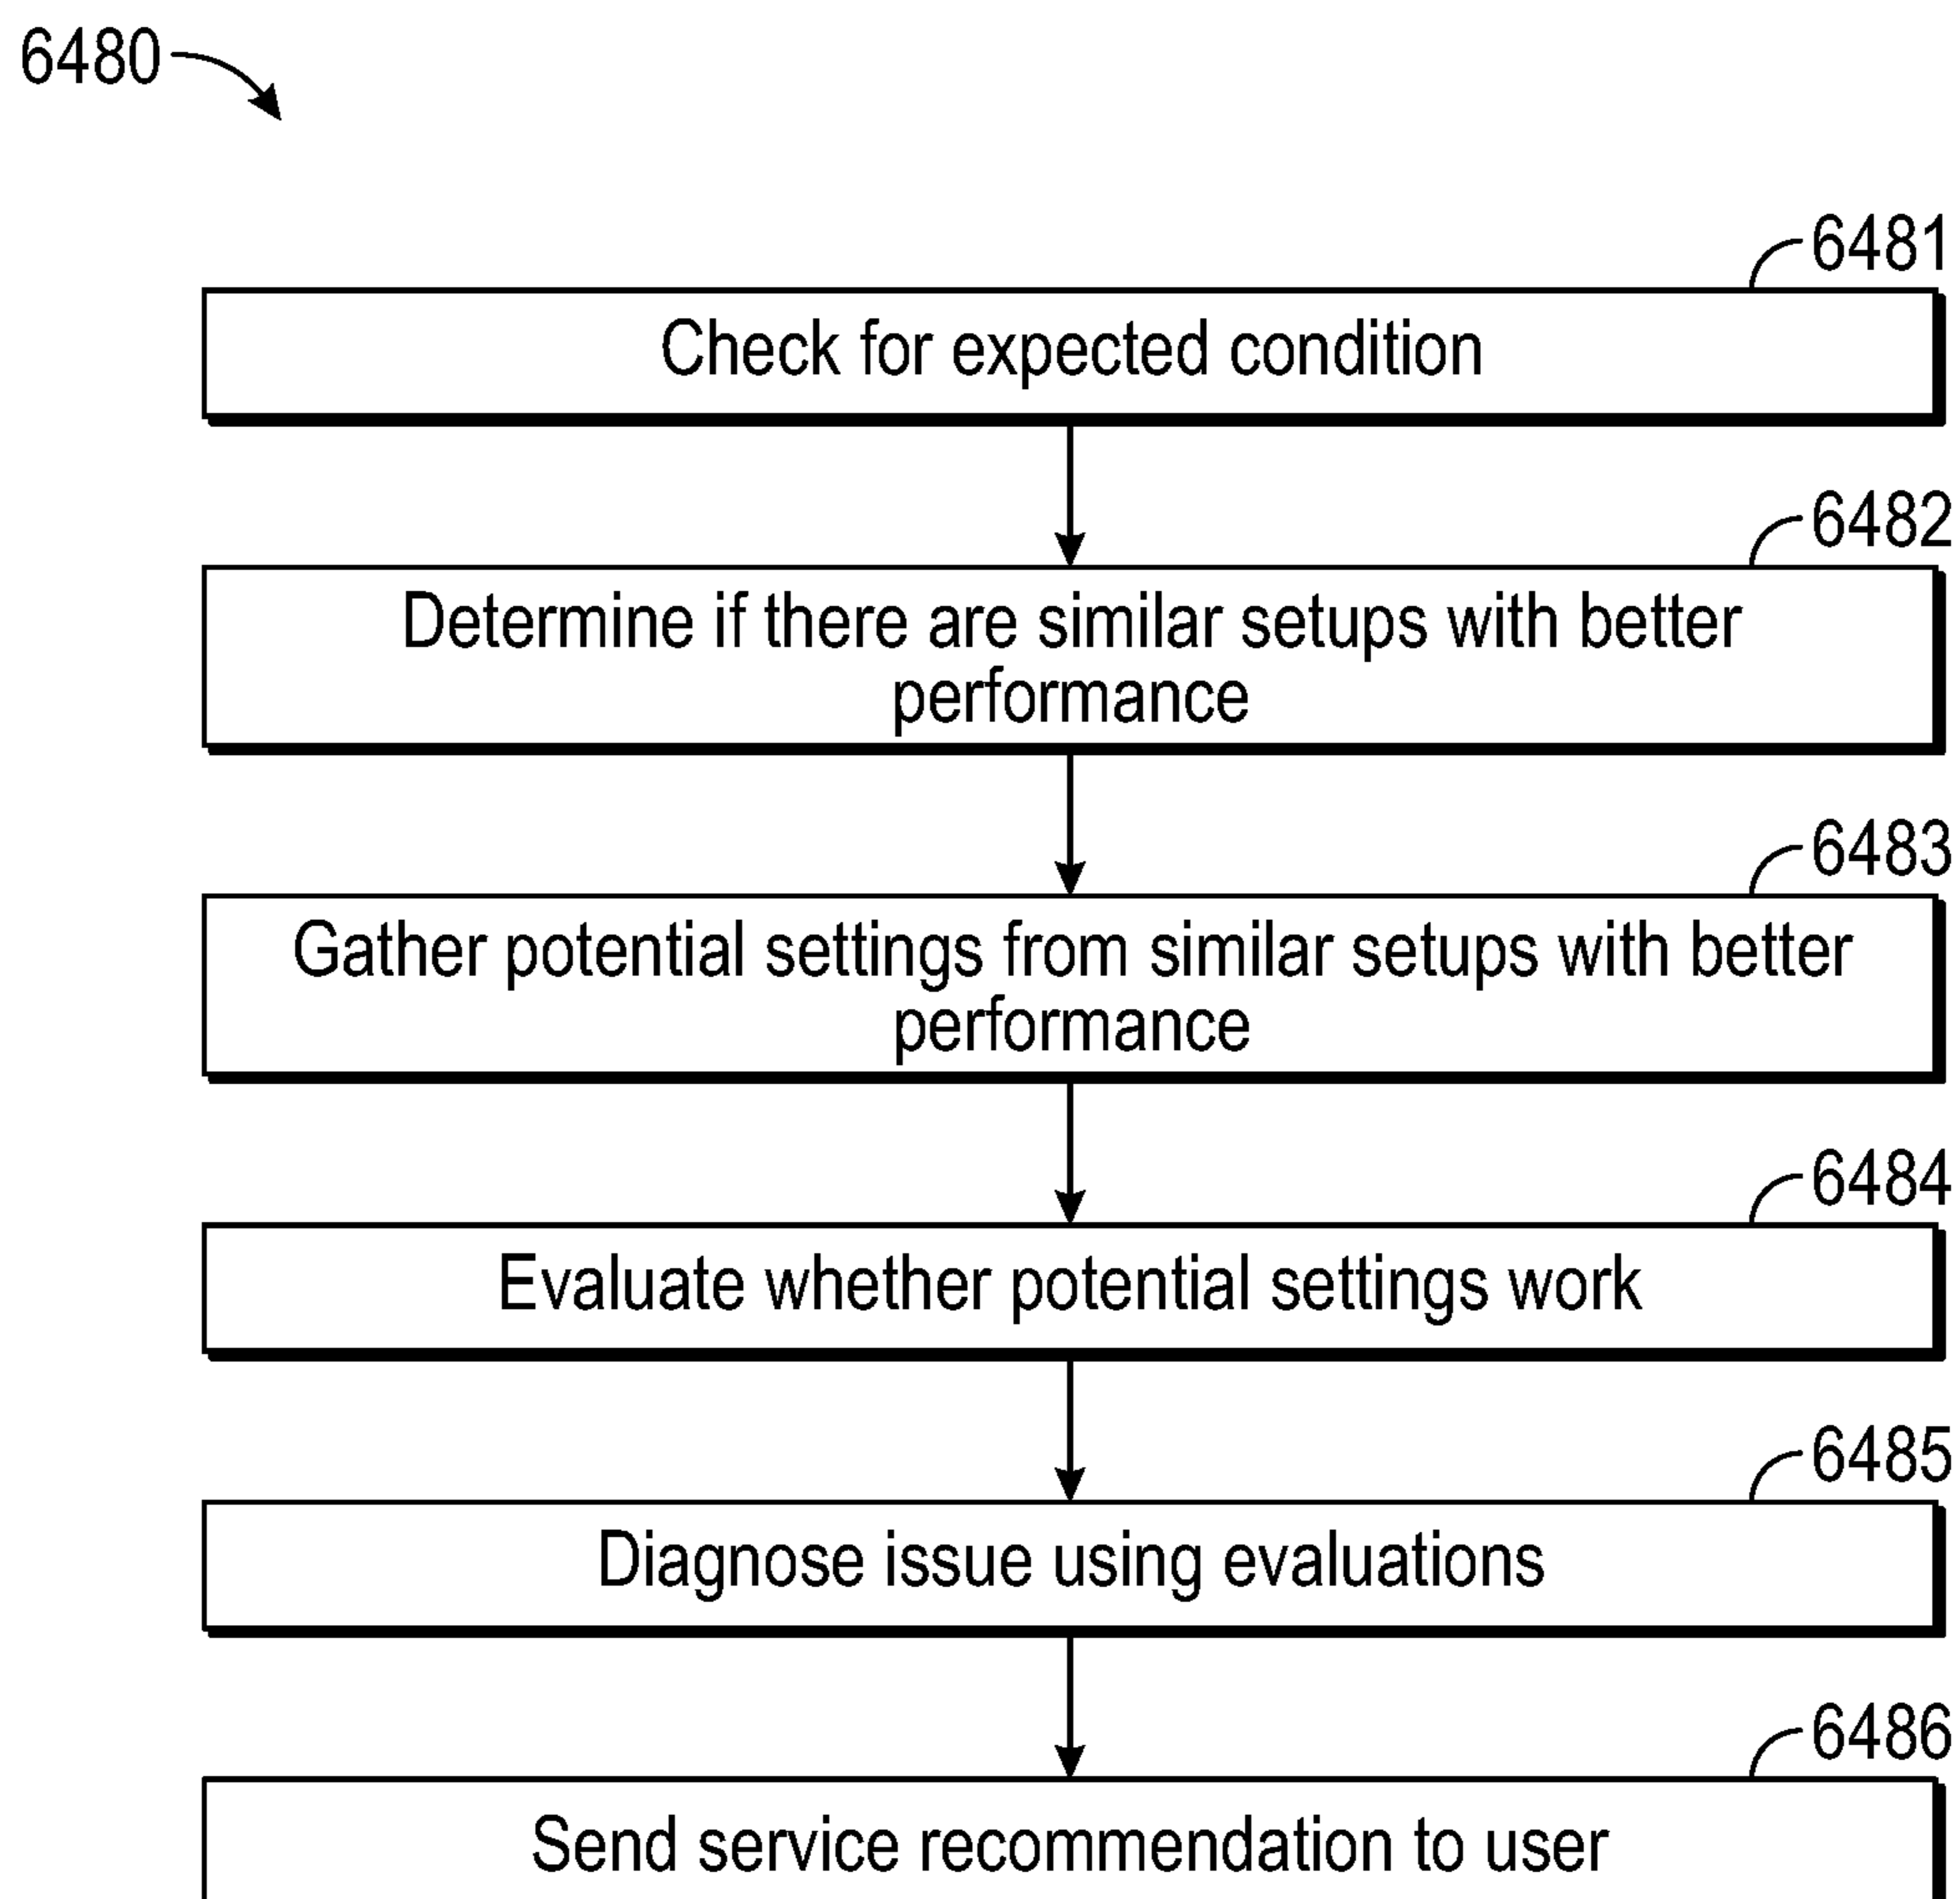 6480
6481
Check for expected condition
6482
Determine if there are similar setups with better
performance
6483
Gather potential settings from similar setups with better
performance
6484
Evaluate whether potential settings work
6485
Diagnose issue using evaluations
6486
Send service recommendation to user